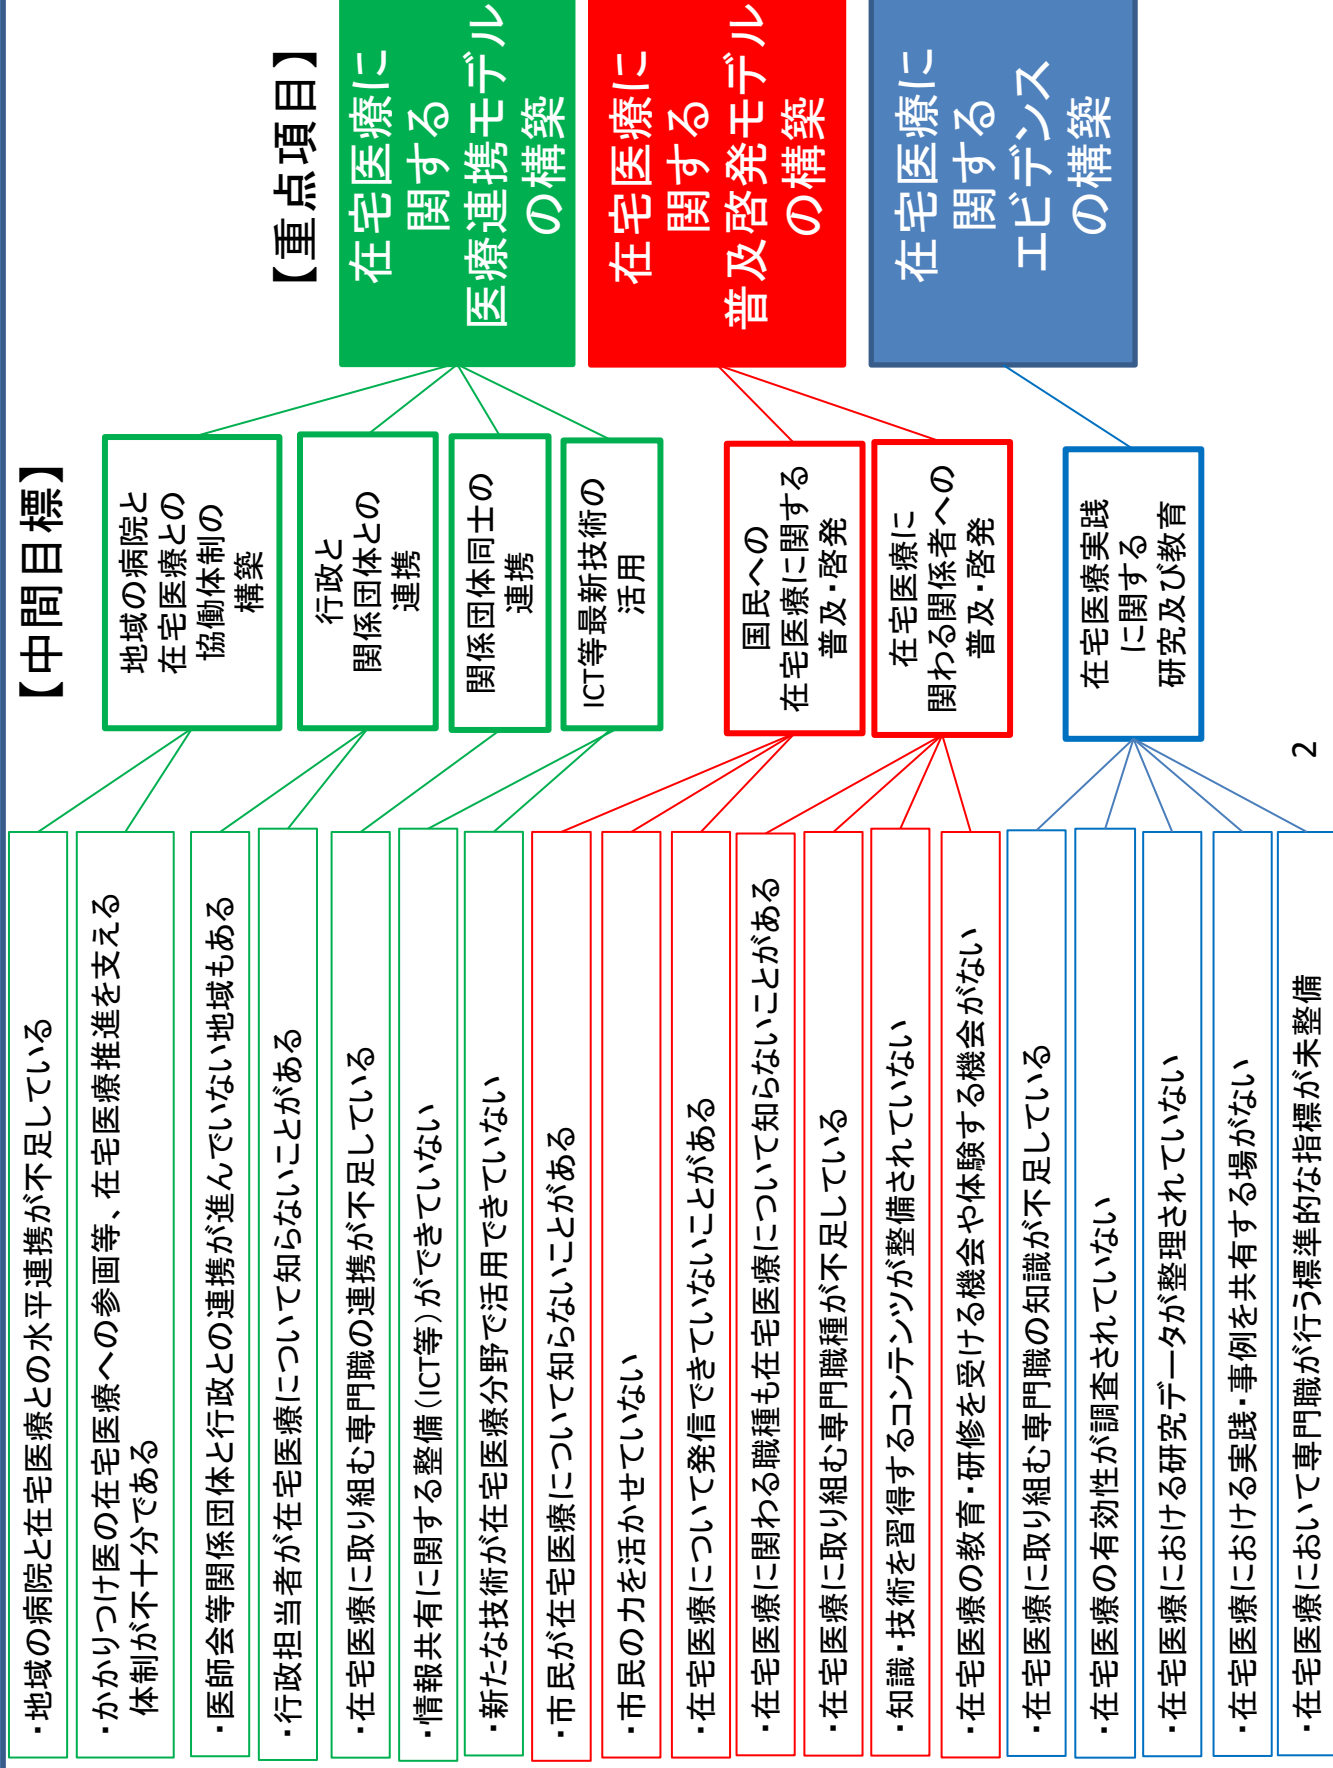 ・地域の病院と在宅医療との水平連携が不足している
・かかりつけ医の在宅医療への参画等、在宅医療推進を支える
体制が不十分である
・医師会等関係団体と行政との連携が進んでいない地域もある
・行政担当者が在宅医療について知らないことがある
・在宅医療に取り組む専門職の連携が不足している
・情報共有に関する整備(ICT等)ができていない
・新たな技術が在宅医療分野で活用できていない
・市民が在宅医療について知らないことがある
・市民の力を活かせていない
・在宅医療について発信できていないことがある
・在宅医療に関わる職種も在宅医療について知らないことがある
・在宅医療に取り組む専門職種が不足している
・知識・技術を習得するコンテンツが整備されていない
・在宅医療の教育・研修を受ける機会や体験する機会がない
・在宅医療に取り組む専門職の知識が不足している
・在宅医療の有効性が調査されていない
・在宅医療における研究データが整理されていない
・在宅医療における実践・事例を共有する場がない
・在宅医療において専門職が行う標準的な指標が未整備
【中間目標】
地域の病院と
在宅医療との
協働体制の
構築
行政と
関係団体との
連携
関係団体同士の
連携
ICT等最新技術の
活用
国民への
在宅医療に関する
普及・啓発
在宅医療に
関わる関係者への
普及・啓発
在宅医療実践
に関する
研究及び教育
【重点項目】
在宅医療に
関する
医療連携モデル
の構築
在宅医療に
関する
普及啓発モデル
の構築
在宅医療に
関する
エビデンス
の構築
2